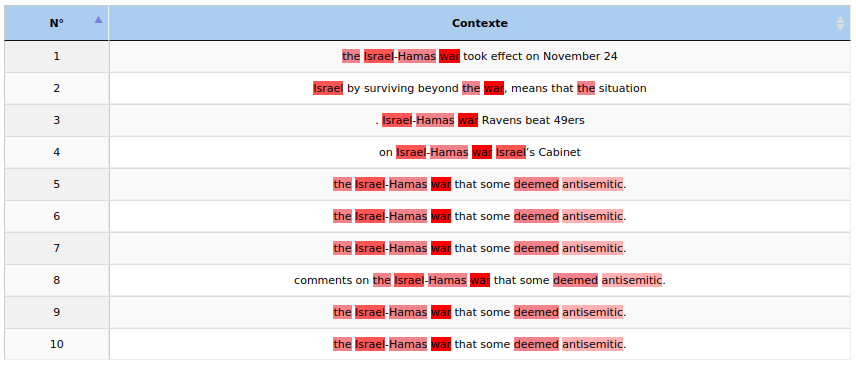 N° Contexte
1 the Israel-Hamas war took effect on November 24
2 Israel by surviving beyond the war, means that the situation
3 . Israel-Hamas war Ravens beat 49ers
4 on Israel-Hamas war Israel's Cabinet
5 the Israel-Hamas war that some deemed antisemitic.
6 the Israel-Hamas war that some deemed antisemitic.
7 the Israel-Hamas war that some deemed antisemitic.
8 comments on the Israel-Hamas war that some deemed antisemitic.
9 the Israel-Hamas war that some deemed antisemitic.
10 the Israel-Hamas war that some deemed antisemitic.